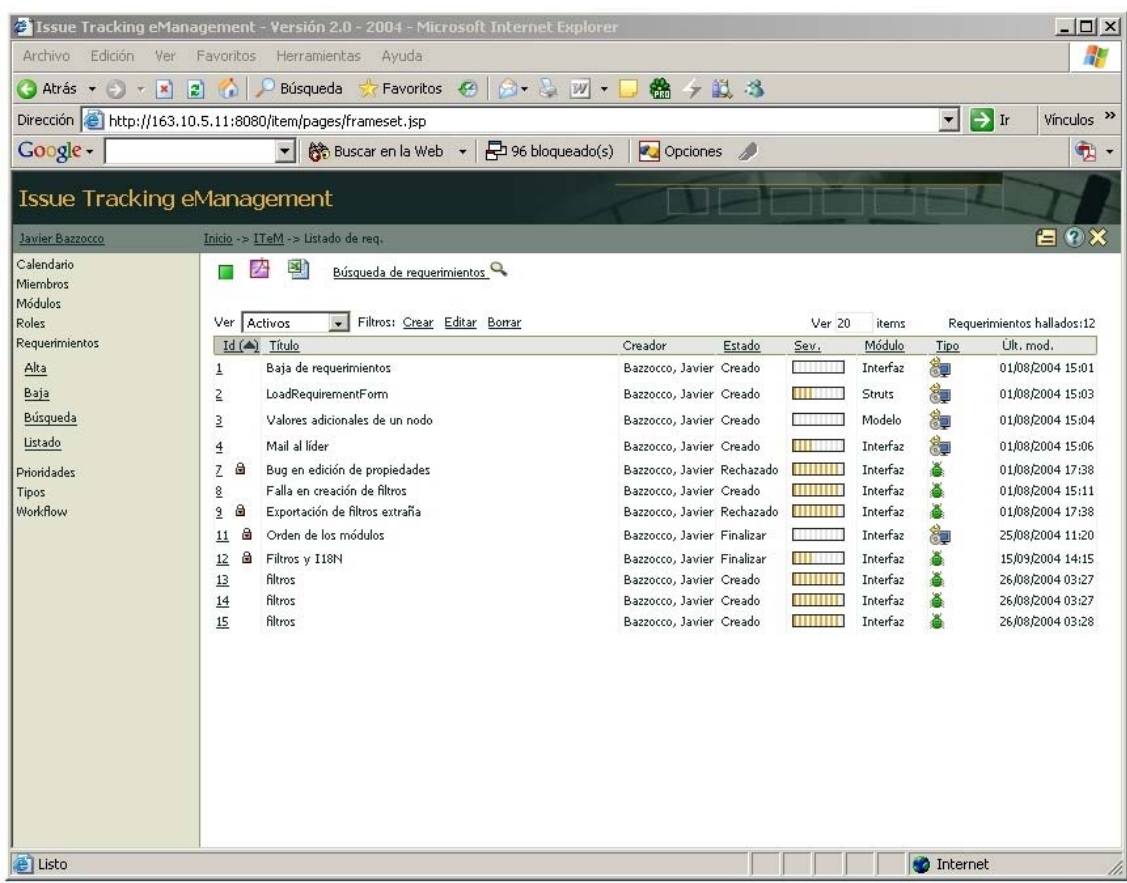 Issue Tracking eManagement - Versión 2.0 - 2004 - Microsoft Internet Explorer
Archivo Edición Ver Favoritos Herramientas Ayuda
Atrás Búsqueda Favoritos
Dirección http://163.10.5.11:8080/item/pages/frameset.jsp Ir Vínculos »
Google Buscar en la Web 96 bloqueado(s) Opciones
Issue Tracking eManagement
Javier Bazzocco Inicio -> ITeM -> Listado de req.
Calendario
Miembros
Módulos
Roles
Requerimientos
Alta
Baja
Búsqueda
Listado
Prioridades
Tipos
Workflow
Búsqueda de requerimientos
Ver Activos Filtros: Crear Editar Borrar Ver 20 items Requerimientos hallados:12
Id (▲) Título Creador Estado Sev. Módulo Tipo Últ. mod.
1 Baja de requerimientos Bazzocco, Javier Creado Interfaz 01/08/2004 15:01
2 LoadRequirementForm Bazzocco, Javier Creado Struts 01/08/2004 15:03
3 Valores adicionales de un nodo Bazzocco, Javier Creado Modelo 01/08/2004 15:04
4 Mail al líder Bazzocco, Javier Creado Interfaz 01/08/2004 15:06
7 Bug en edición de propiedades Bazzocco, Javier Rechazado Interfaz 01/08/2004 17:38
8 Falla en creación de filtros Bazzocco, Javier Creado Interfaz 01/08/2004 15:11
9 Exportación de filtros extraña Bazzocco, Javier Rechazado Interfaz 01/08/2004 17:38
11 Orden de los módulos Bazzocco, Javier Finalizar Interfaz 25/08/2004 11:20
12 Filtros y I18N Bazzocco, Javier Finalizar Interfaz 15/09/2004 14:15
13 filtros Bazzocco, Javier Creado Interfaz 26/08/2004 03:27
14 filtros Bazzocco, Javier Creado Interfaz 26/08/2004 03:27
15 filtros Bazzocco, Javier Creado Interfaz 26/08/2004 03:28
Listo Internet